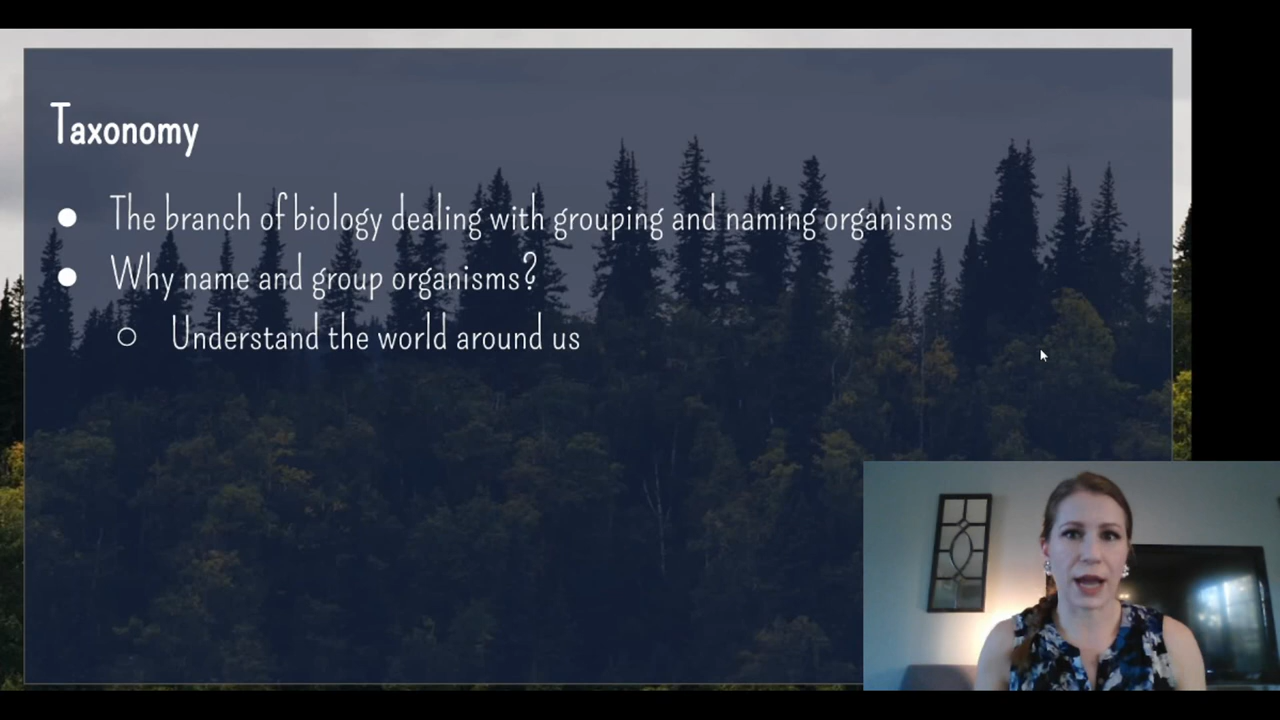 Taxonomy
● The branch of biology dealing with grouping and naming organisms
● Why name and group organisms?
○ Understand the world around us